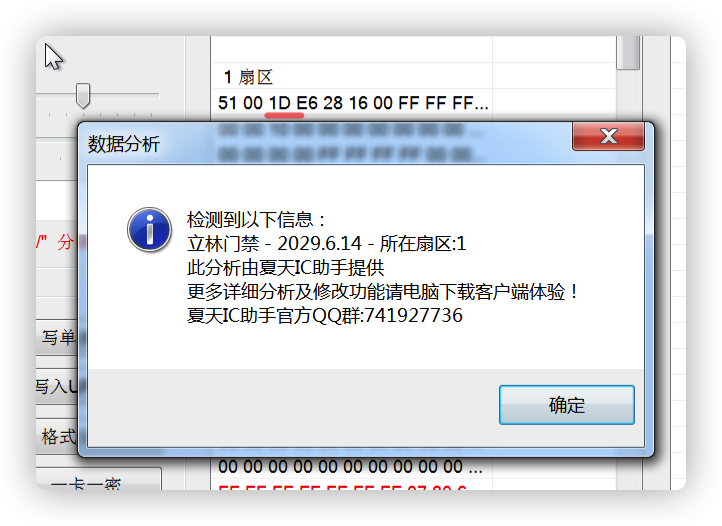 1 扇区
51 00 1D E6 28 16 00 FF FF FF...
数据分析
检测到以下信息：
立林门禁 - 2029.6.14 - 所在扇区:1
此分析由夏天IC助手提供
更多详细分析及修改功能请电脑下载客户端体验！
夏天IC助手官方QQ群:741927736
确定
/" 分
写单
写入U
格式
一卡一密
00 00 00 00 00 00 00 00 00 00 ...